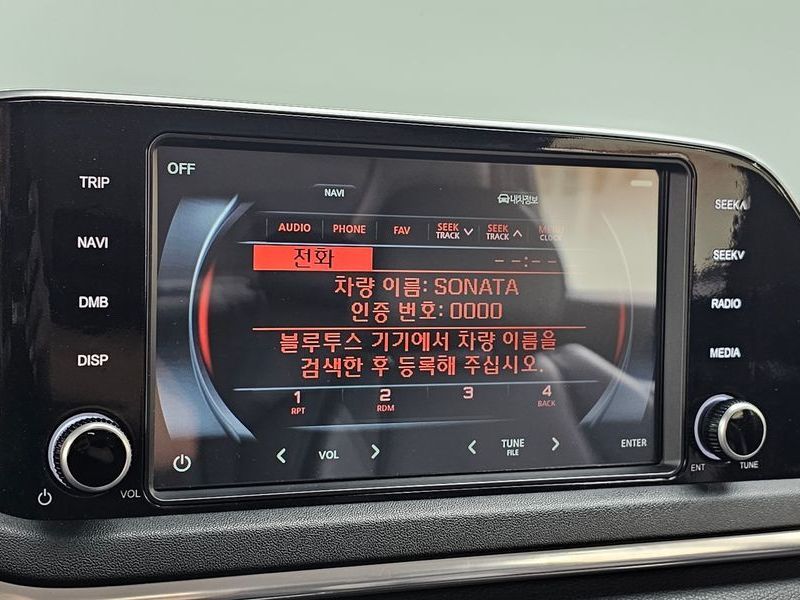 OFF
NAVI
내차정보
AUDIO PHONE FAV SEEK TRACK SEEK TRACK MENU CLOCK
전화 --:--
차량 이름: SONATA
인증 번호: 0000
블루투스 기기에서 차량 이름을
검색한 후 등록해 주십시오.
1 RPT 2 RDM 3 4 BACK
VOL TUNE FILE ENTER
TRIP
NAVI
DMB
DISP
VOL
SEEK∧
SEEK∨
RADIO
MEDIA
ENT TUNE